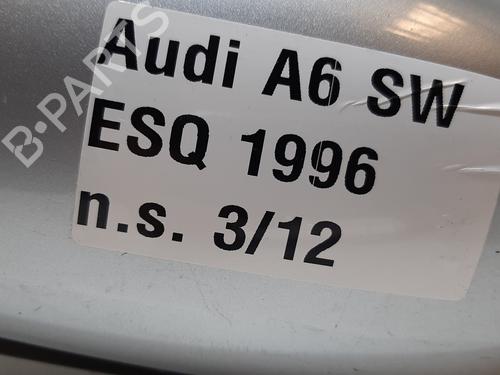 Audi A6 SW
ESQ 1996
n.s. 3/12
B-PARTS